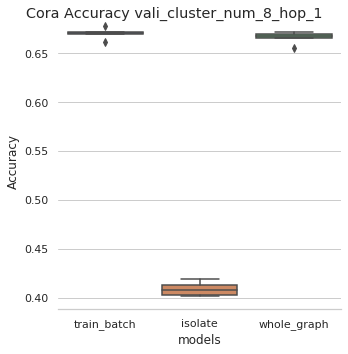 Cora Accuracy vali_cluster_num_8_hop_1
0.65
0.60
0.55
0.50
0.45
0.40
Accuracy
train_batch isolate whole_graph
models